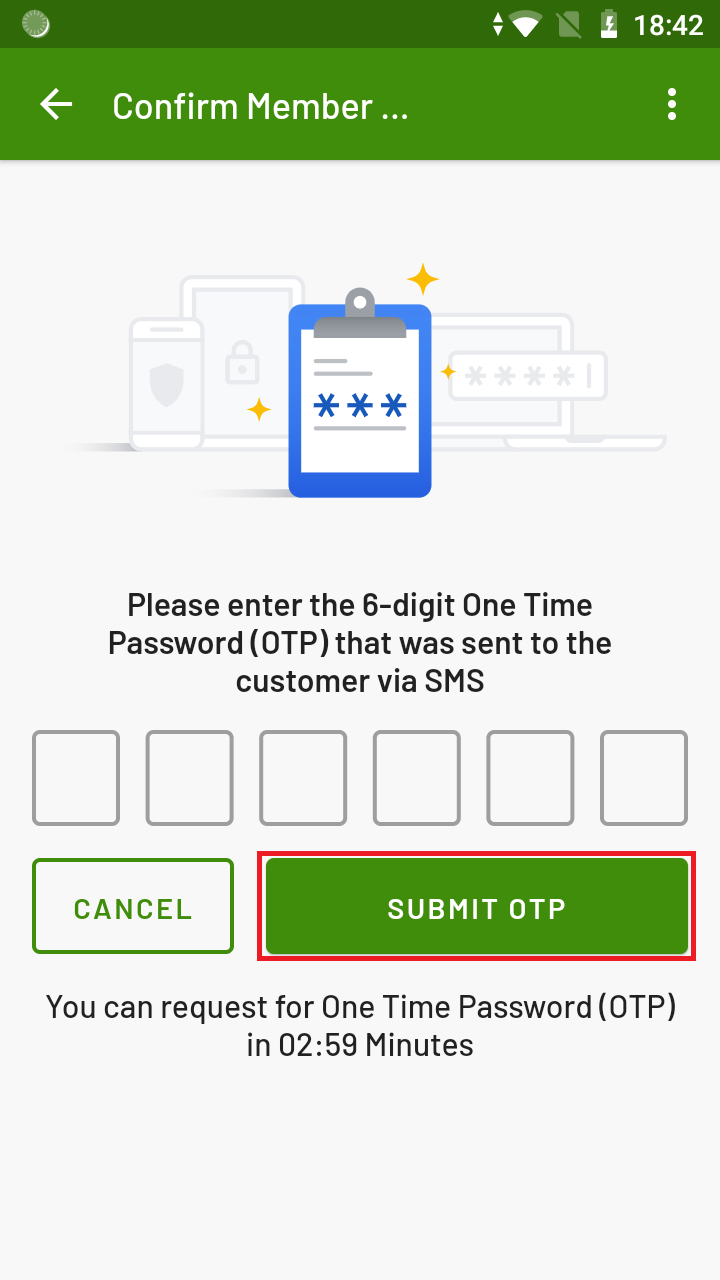 18:42
Confirm Member ...
Please enter the 6-digit One Time
Password (OTP) that was sent to the
customer via SMS
CANCEL
SUBMIT OTP
You can request for One Time Password (OTP)
in 02:59 Minutes